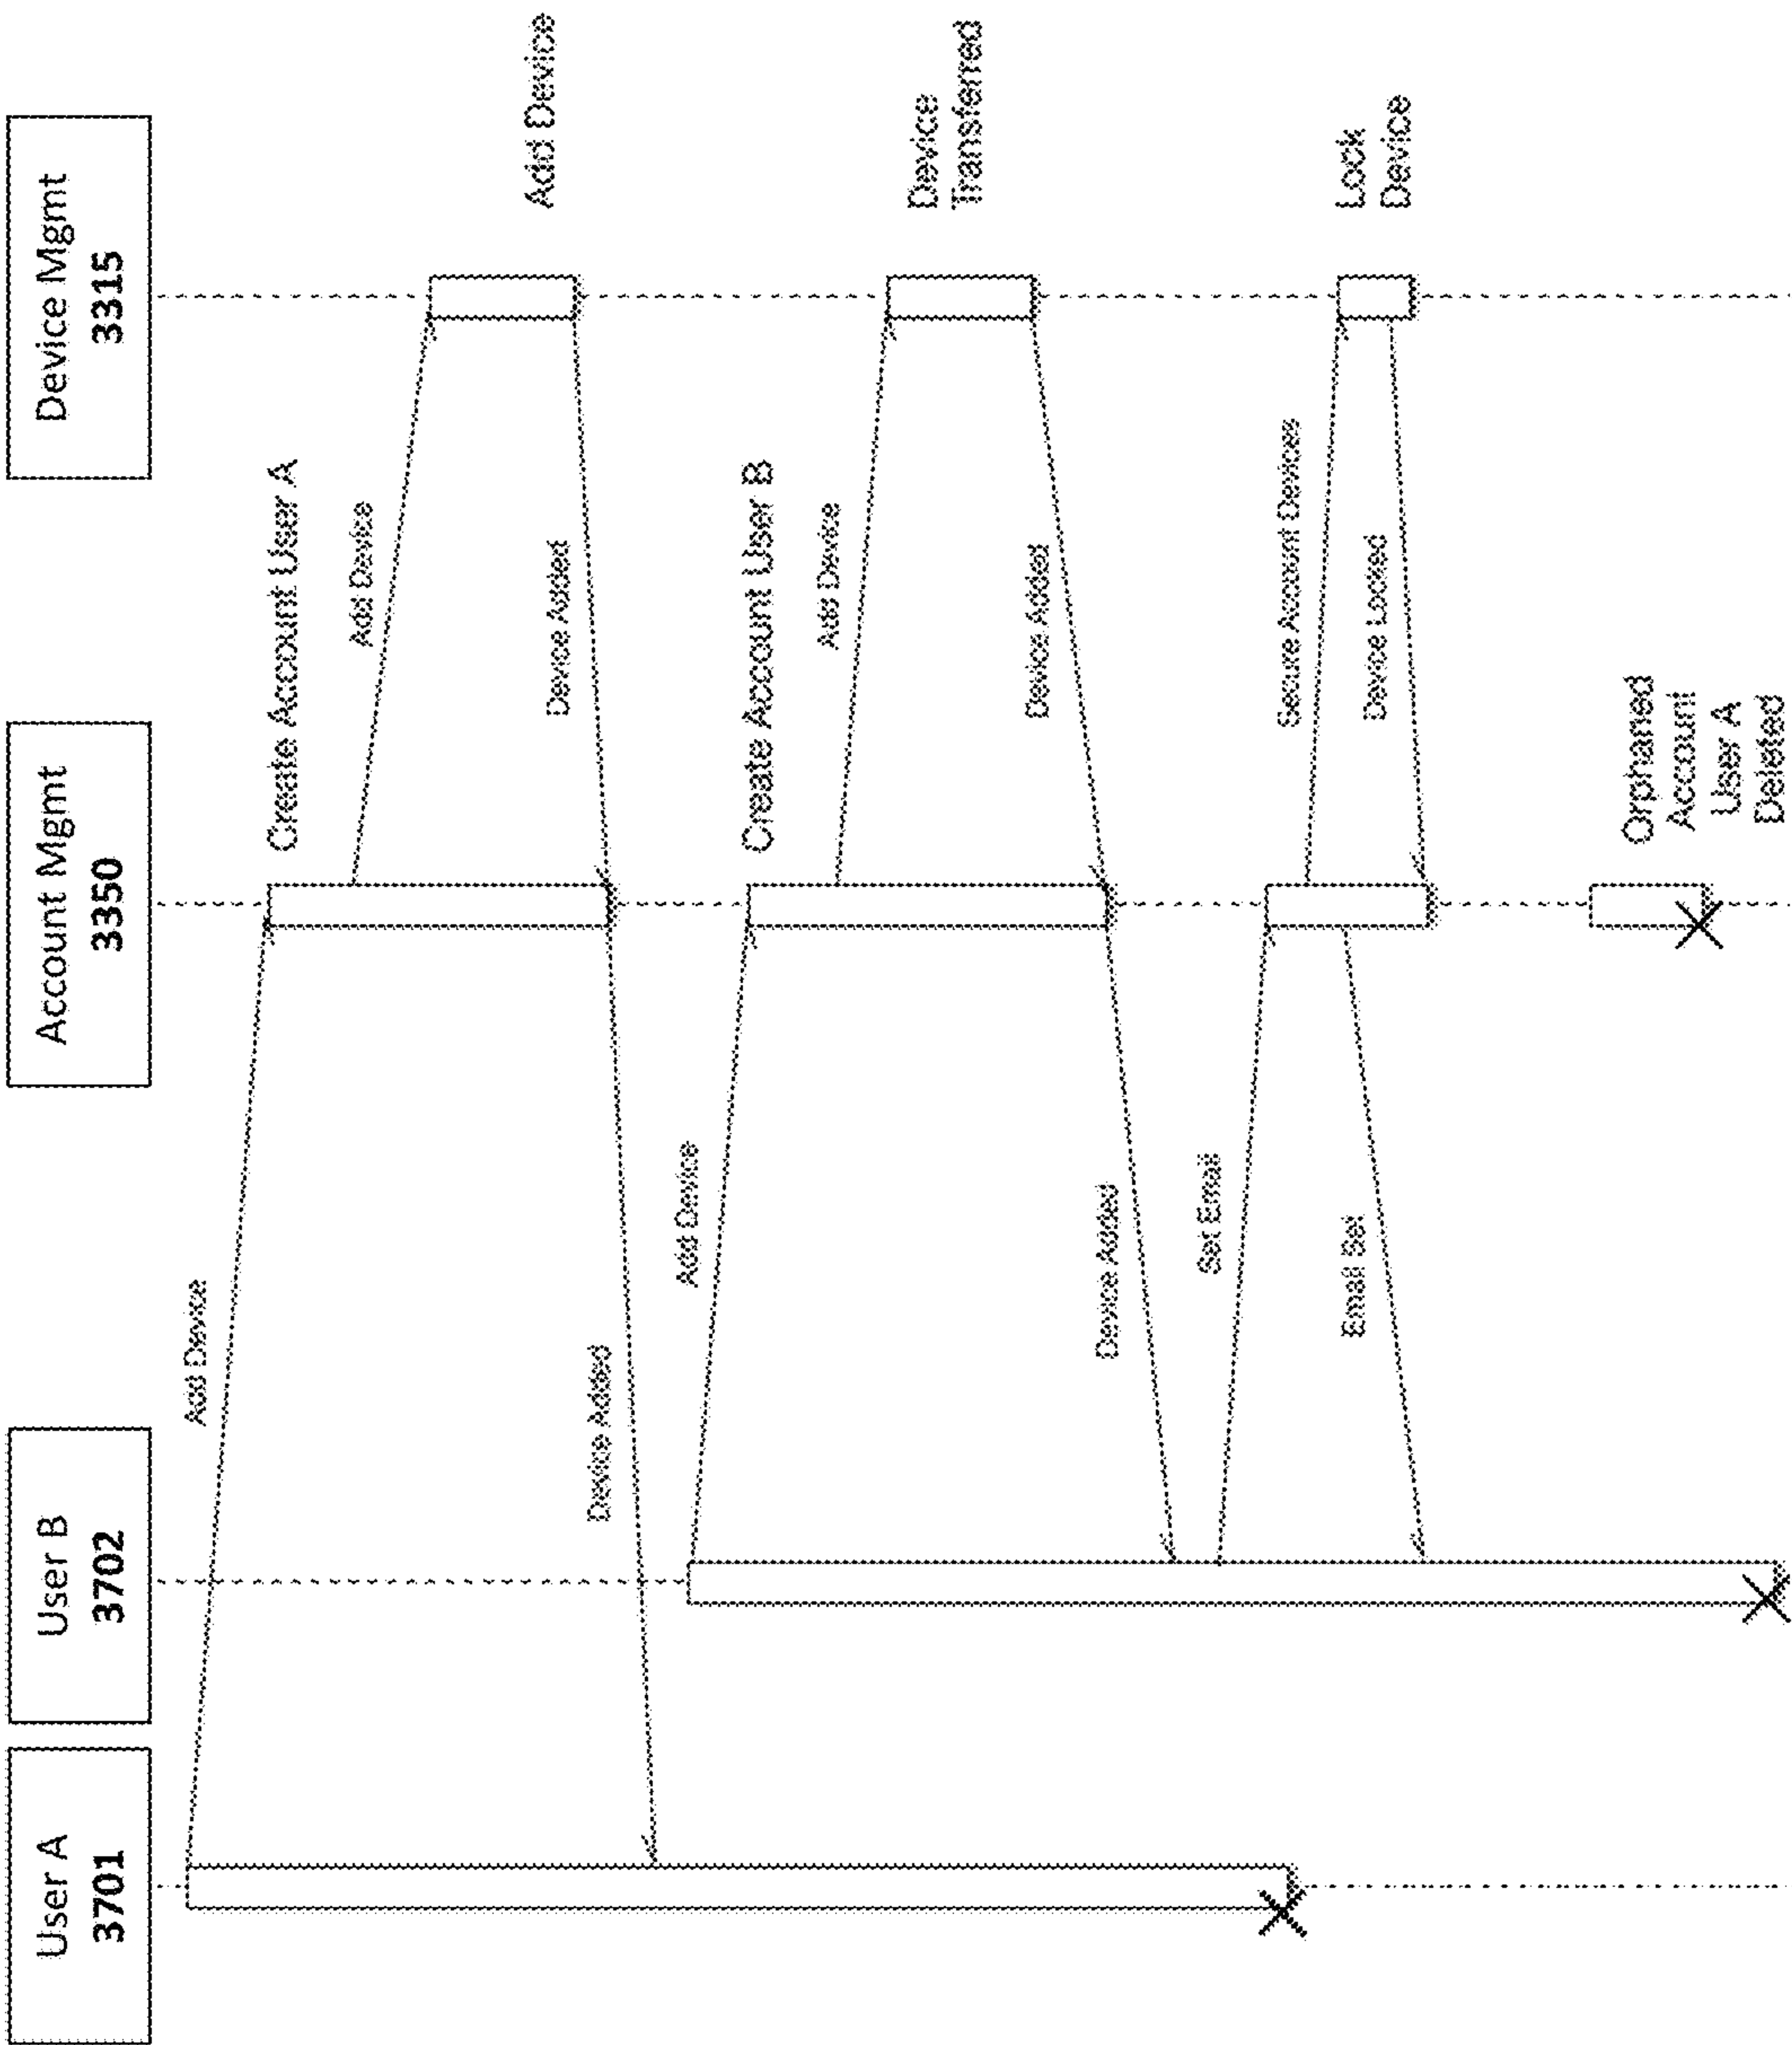 User A
3701
User B
3702
Account Mgmt
3350
Device Mgmt
3315
Add Device
Create Account User A
Add Device
Add Device
Device Added
Device Added
Add Device
Create Account User B
Add Device
Device
Transferred
Device Added
Device Added
Set Email
Secure Account Devices
Lock
Device
Email Set
Device Locked
Orphaned
Account
User A
Deleted